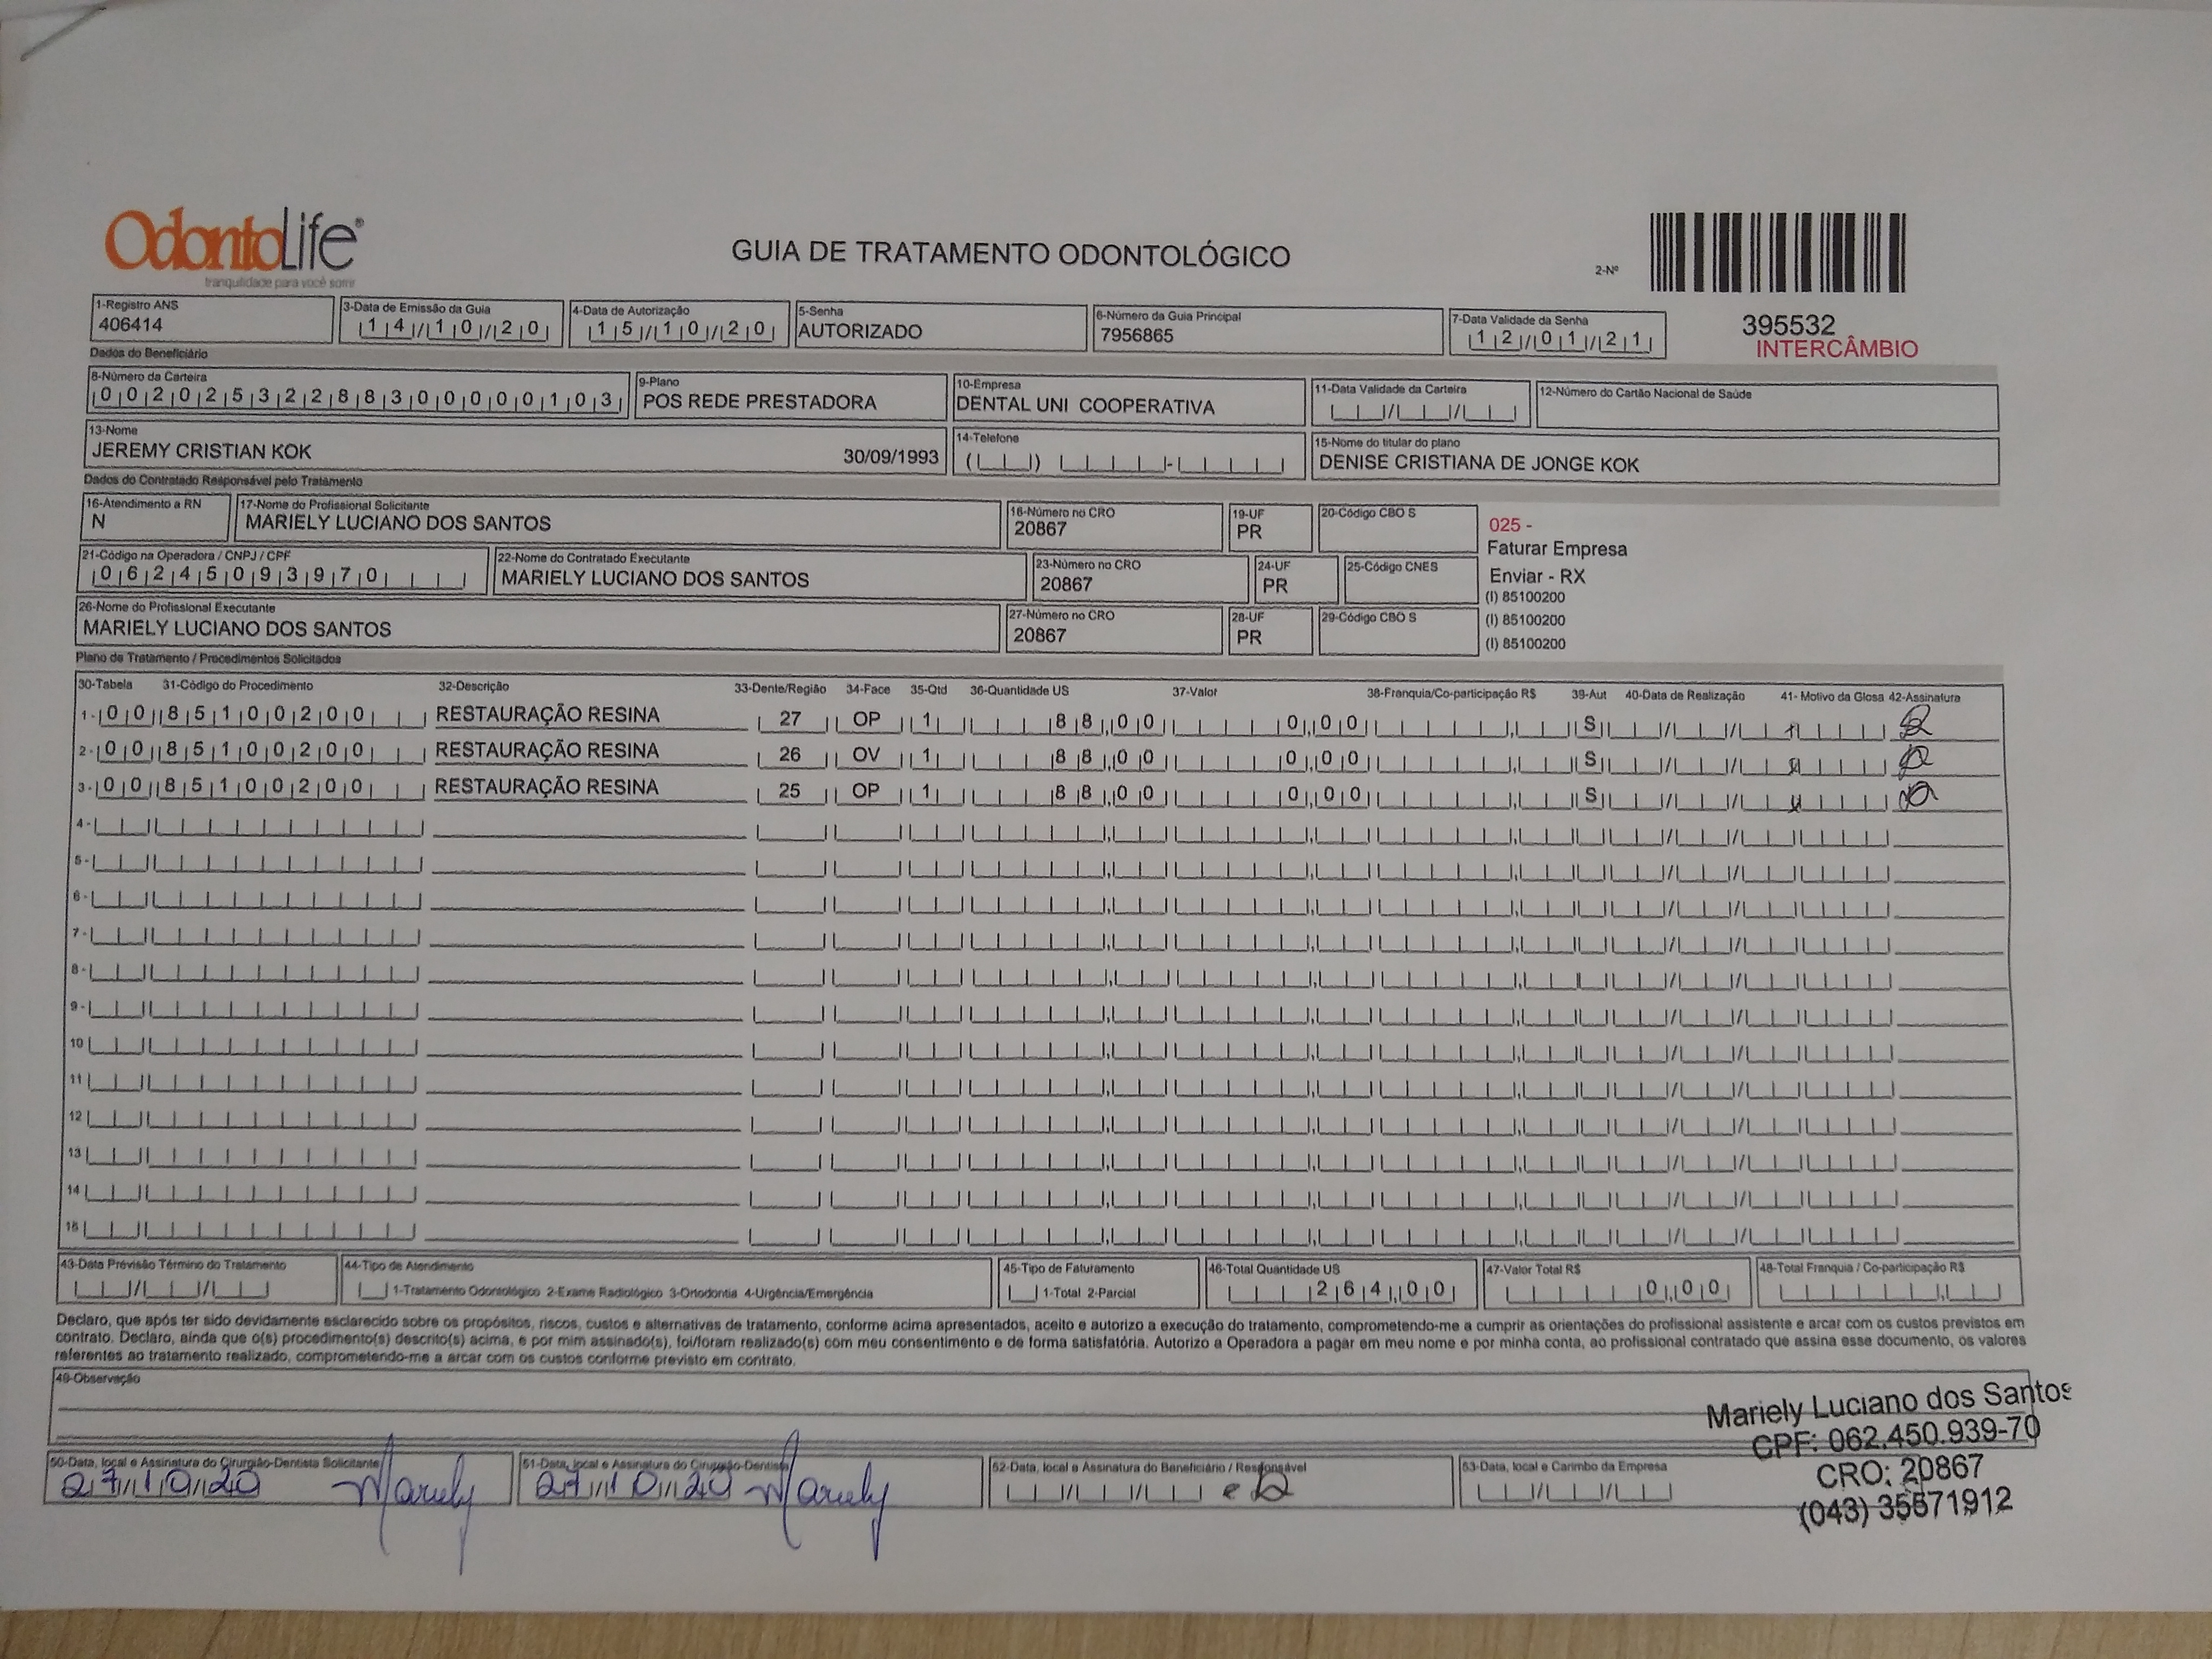 OdontoLife®
tranquilidade para você sorrir
GUIA DE TRATAMENTO ODONTOLÓGICO
2-Nº
395532
INTERCÂMBIO
1-Registro ANS
406414
3-Data de Emissão da Guia
14/10/20
4-Data de Autorização
15/10/20
5-Senha
AUTORIZADO
6-Número da Guia Principal
7956865
7-Data Validade da Senha
12/01/21
Dados do Beneficiário
8-Número da Carteira
00202532288300000103
9-Plano
POS REDE PRESTADORA
10-Empresa
DENTAL UNI COOPERATIVA
11-Data Validade da Carteira
12-Número do Cartão Nacional de Saúde
13-Nome
JEREMY CRISTIAN KOK 30/09/1993
14-Telefone
15-Nome do titular do plano
DENISE CRISTIANA DE JONGE KOK
Dados do Contratado Responsável pelo Tratamento
16-Atendimento a RN
N
17-Nome do Profissional Solicitante
MARIELY LUCIANO DOS SANTOS
18-Número no CRO
20867
19-UF
PR
20-Código CBO S
025 -
Faturar Empresa
Enviar - RX
(I) 85100200
(I) 85100200
(I) 85100200
21-Código na Operadora / CNPJ / CPF
06245093970
22-Nome do Contratado Executante
MARIELY LUCIANO DOS SANTOS
23-Número no CRO
20867
24-UF
PR
25-Código CNES
26-Nome do Profissional Executante
MARIELY LUCIANO DOS SANTOS
27-Número no CRO
20867
28-UF
PR
29-Código CBO S
Plano de Tratamento / Procedimentos Solicitados
30-Tabela 31-Código do Procedimento 32-Descrição 33-Dente/Região 34-Face 35-Qtd 36-Quantidade US 37-Valor 38-Franquia/Co-participação R$ 39-Aut 40-Data de Realização 41- Motivo da Glosa 42-Assinatura
1- 00 85100200 RESTAURAÇÃO RESINA 27 OP 1 88,00 0,00 S
2- 00 85100200 RESTAURAÇÃO RESINA 26 OV 1 88,00 0,00 S
3- 00 85100200 RESTAURAÇÃO RESINA 25 OP 1 88,00 0,00 S
4-
5-
6-
7-
8-
9-
10
11
12
13
14
15
43-Data Previsão Término do Tratamento
44-Tipo de Atendimento
1-Tratamento Odontológico 2-Exame Radiológico 3-Ortodontia 4-Urgência/Emergência
45-Tipo de Faturamento
1-Total 2-Parcial
46-Total Quantidade US
264,00
47-Valor Total R$
0,00
48-Total Franquia / Co-participação R$
Declaro, que após ter sido devidamente esclarecido sobre os propósitos, riscos, custos e alternativas de tratamento, conforme acima apresentados, aceito e autorizo a execução do tratamento, comprometendo-me a cumprir as orientações do profissional assistente e arcar com os custos previstos em
contrato. Declaro, ainda que o(s) procedimento(s) descrito(s) acima, e por mim assinado(s), foi/foram realizado(s) com meu consentimento e de forma satisfatória. Autorizo a Operadora a pagar em meu nome e por minha conta, ao profissional contratado que assina esse documento, os valores
referentes ao tratamento realizado, comprometendo-me a arcar com os custos conforme previsto em contrato.
49-Observação
Mariely Luciano dos Santos
CPF: 062.450.939-70
CRO: 20867
(043) 35571912
50-Data, local e Assinatura do Cirurgião-Dentista Solicitante
27/10/20 Mariely
51-Data, local e Assinatura do Cirurgião-Dentista
27/10/20 Mariely
52-Data, local e Assinatura do Beneficiário / Responsável
53-Data, local e Carimbo da Empresa